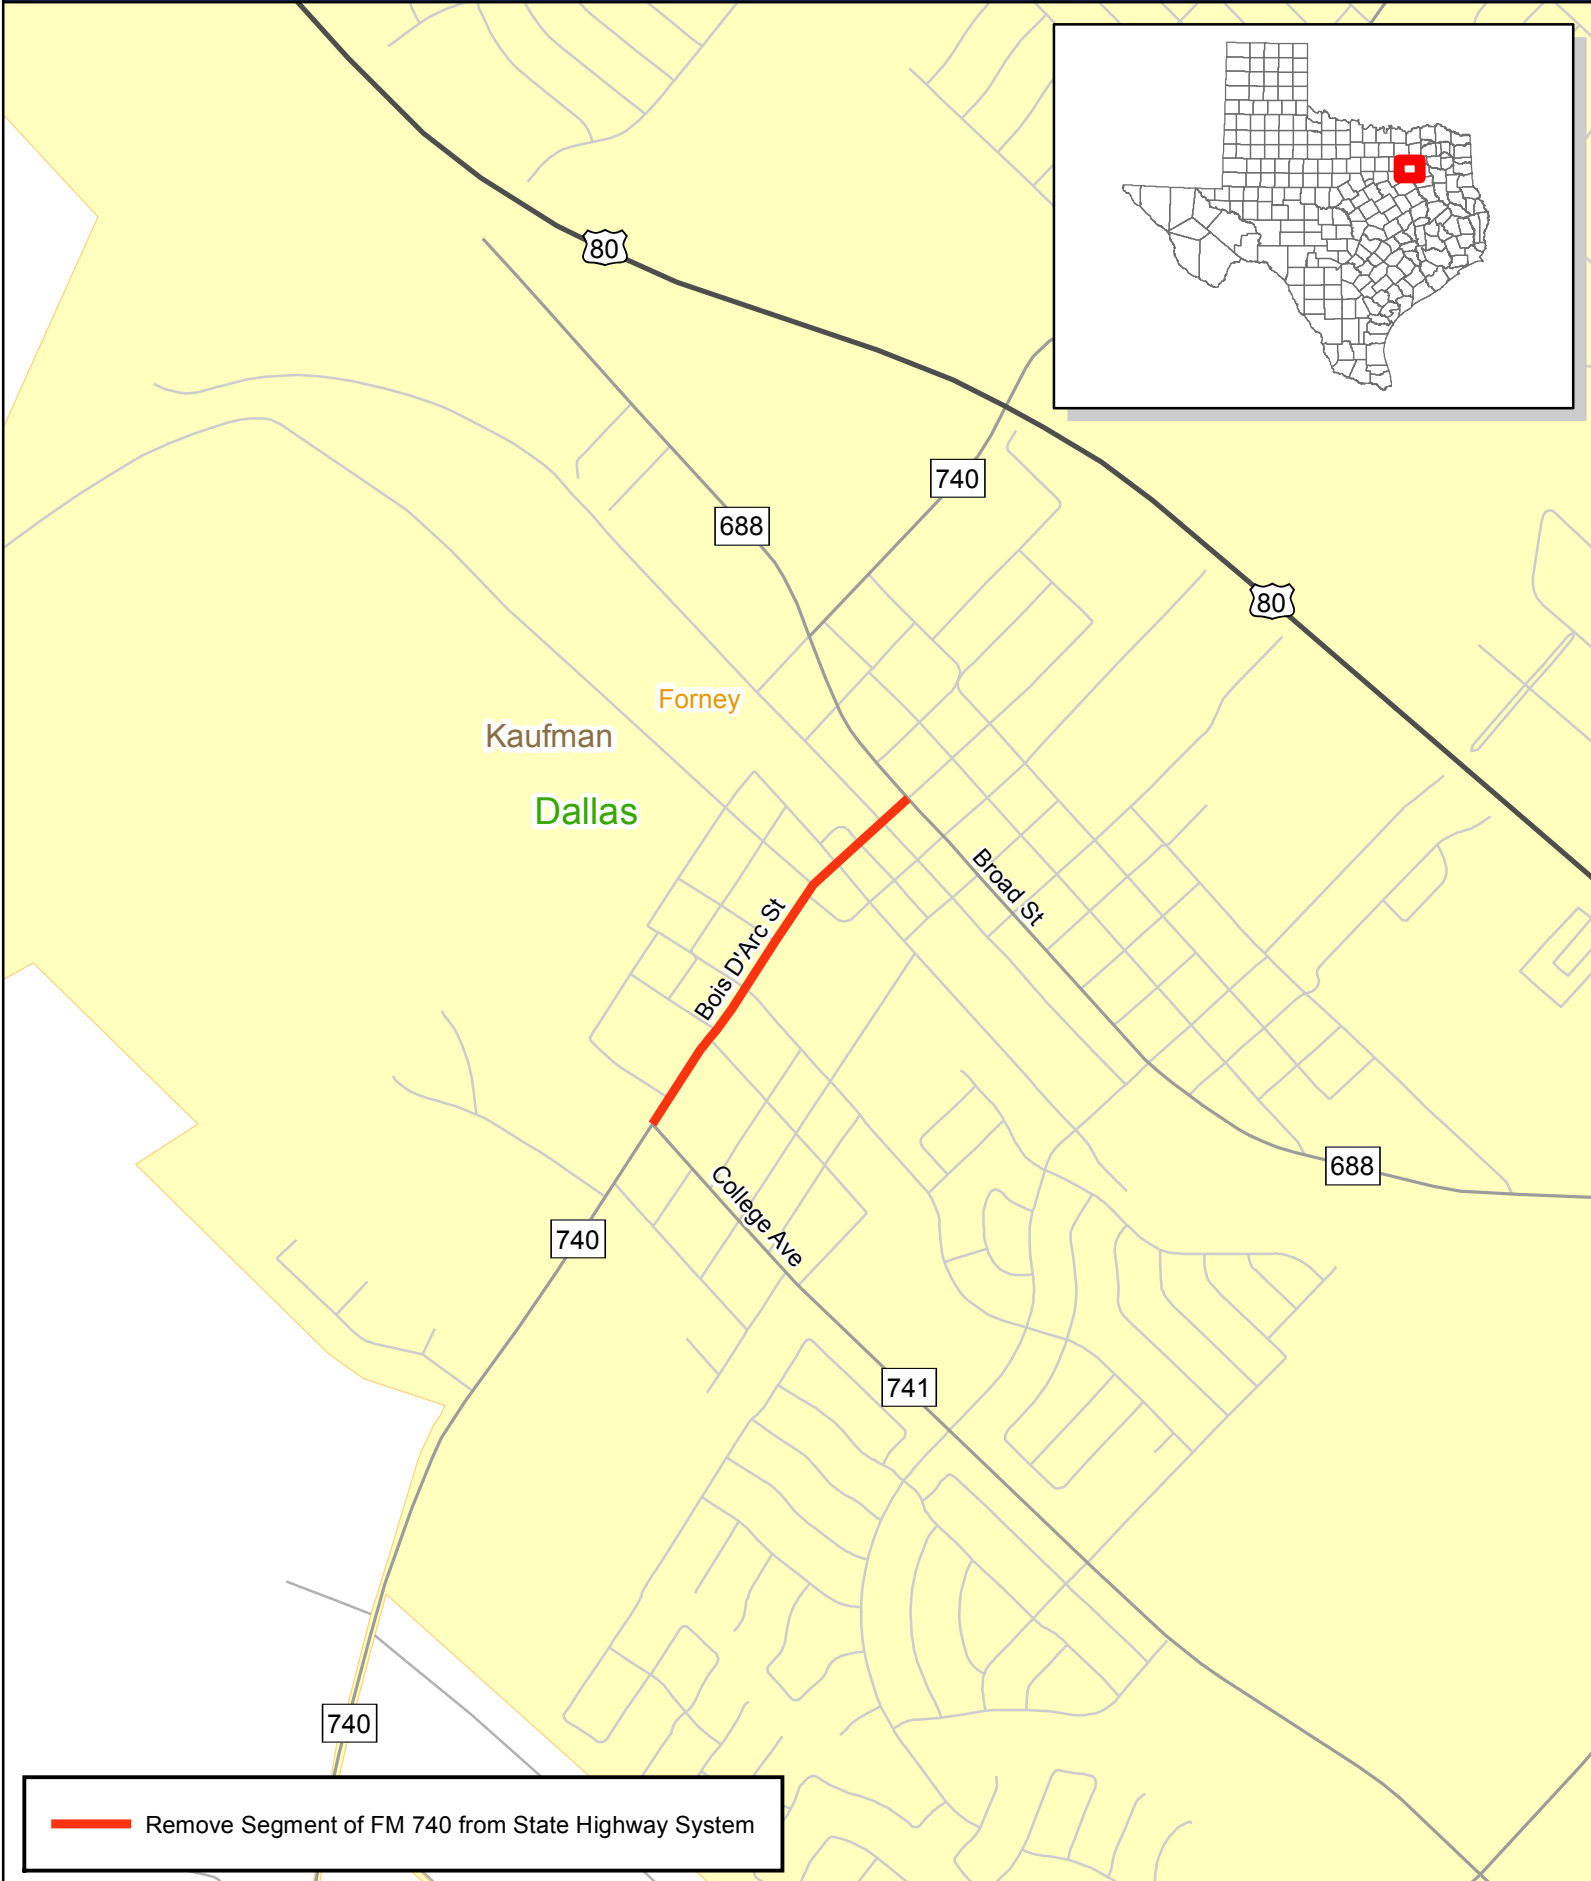 80
740
688
80
Forney
Kaufman
Dallas
Broad St
Bois D'Arc St
688
College Ave
740
741
740
Remove Segment of FM 740 from State Highway System